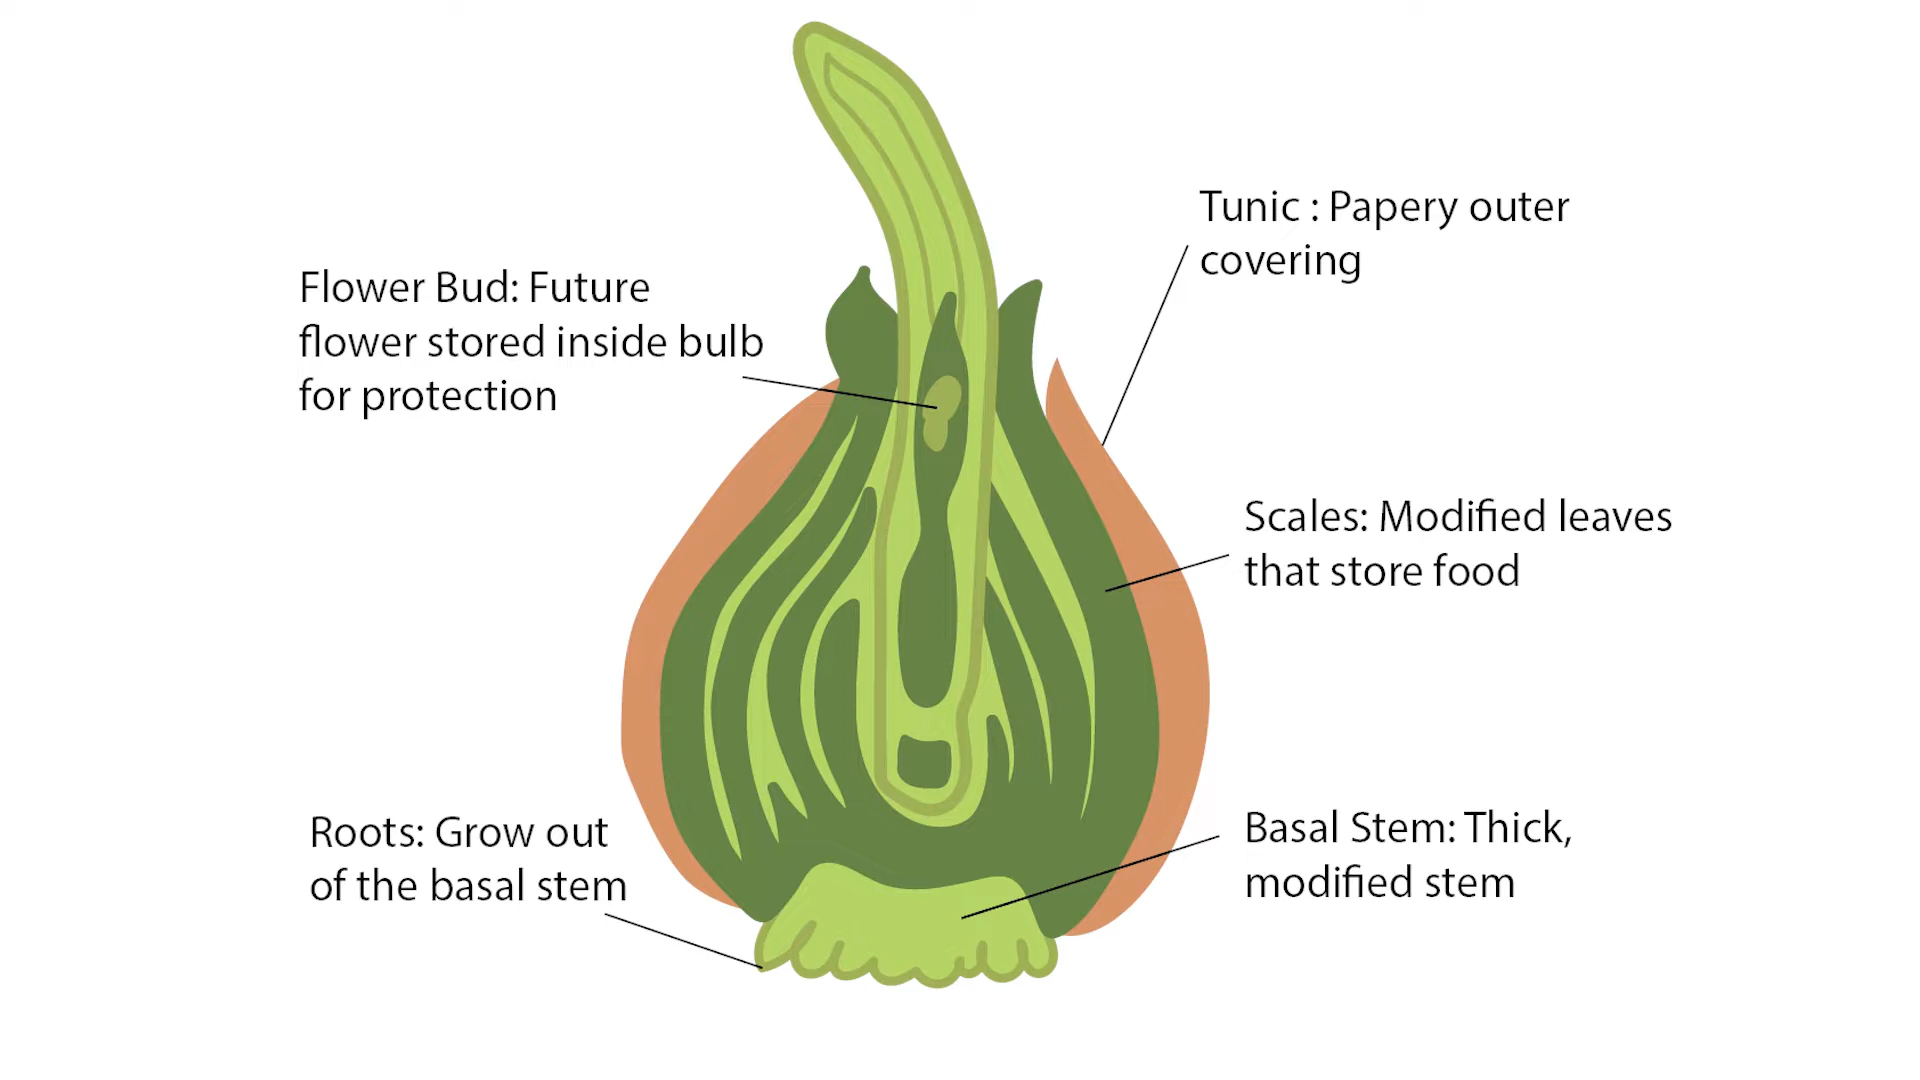 Tunic : Papery outer
covering
Flower Bud: Future
flower stored inside bulb
for protection
Scales: Modified leaves
that store food
Roots: Grow out
of the basal stem
Basal Stem: Thick,
modified stem